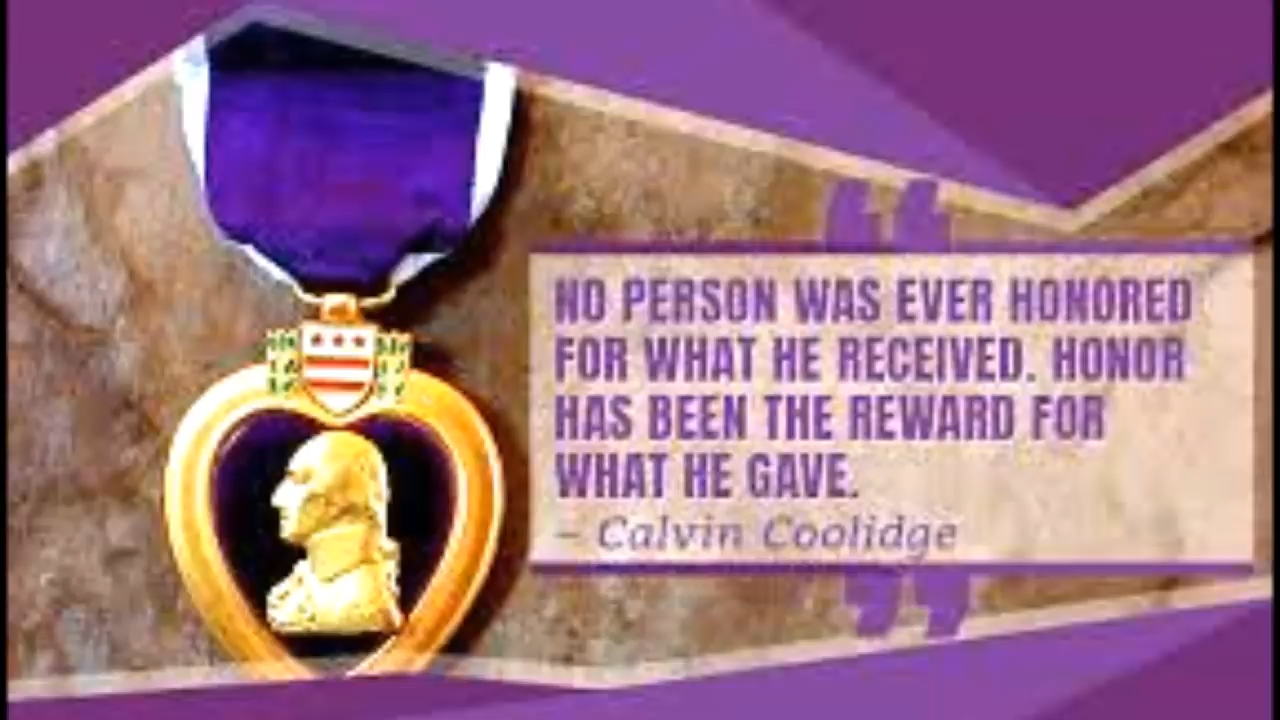 NO PERSON WAS EVER HONORED
FOR WHAT HE RECEIVED. HONOR
HAS BEEN THE REWARD FOR
WHAT HE GAVE.
– Calvin Coolidge